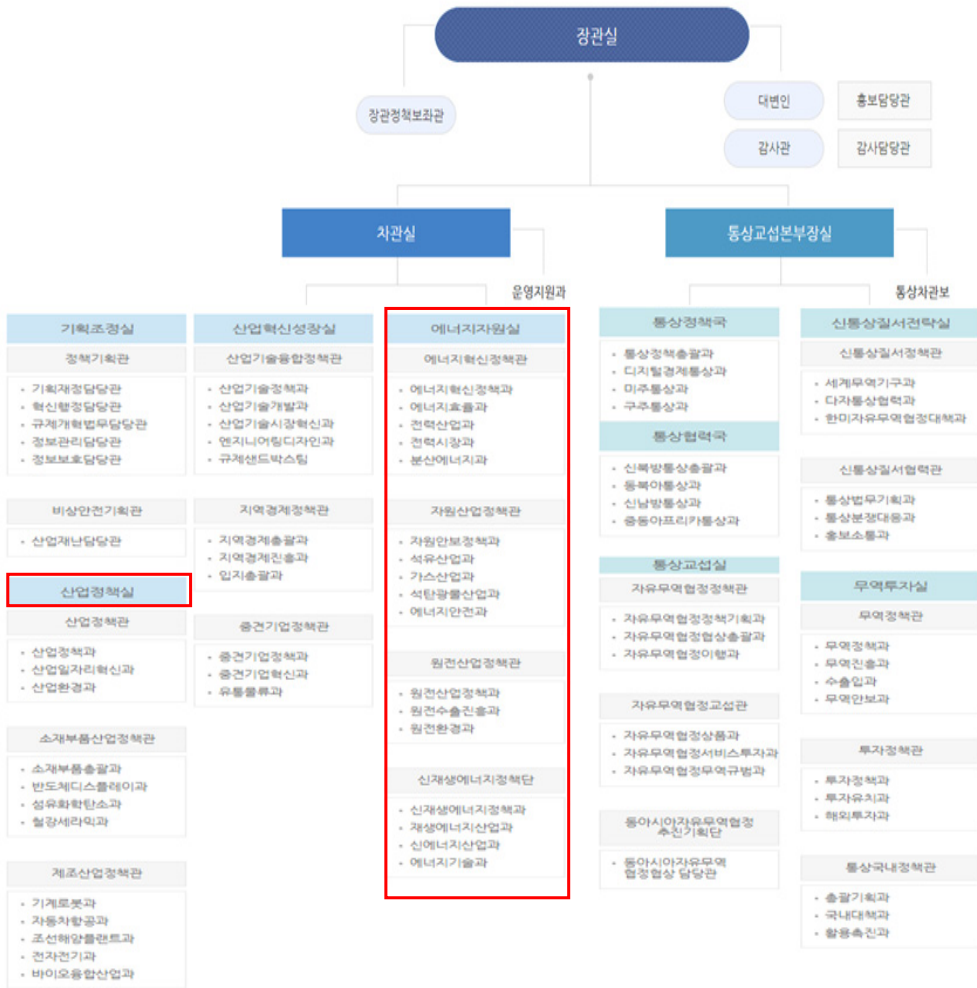 장관실
장관정책보좌관
대변인
홍보담당관
감사관
감사담당관
차관실
통상교섭본부장실
운영지원과
통상차관보
기획조정실
정책기획관
• 기획재정담당관
• 혁신행정담당관
• 규제개혁법무담당관
• 정보관리담당관
• 정보보호담당관
비상안전기획관
• 산업재난담당관
산업정책실
산업정책관
• 산업정책과
• 산업일자리혁신과
• 산업환경과
소재부품산업정책관
• 소재부품총괄과
• 반도체디스플레이과
• 섬유화학탄소과
• 철강세라믹과
제조산업정책관
• 기계로봇과
• 자동차항공과
• 조선해양플랜트과
• 전자전기과
• 바이오융합산업과
산업혁신성장실
산업기술융합정책관
• 산업기술정책과
• 산업기술개발과
• 산업기술시장혁신과
• 엔지니어링디자인과
• 규제샌드박스팀
지역경제정책관
• 지역경제총괄과
• 지역경제진흥과
• 입지총괄과
중견기업정책관
• 중견기업정책과
• 중견기업혁신과
• 유통물류과
에너지자원실
에너지혁신정책관
• 에너지혁신정책과
• 에너지효율과
• 전력산업과
• 전력시장과
• 분산에너지과
자원산업정책관
• 자원안보정책과
• 석유산업과
• 가스산업과
• 석탄광물산업과
• 에너지안전과
원전산업정책관
• 원전산업정책과
• 원전수출진흥과
• 원전환경과
신재생에너지정책단
• 신재생에너지정책과
• 재생에너지산업과
• 신에너지산업과
• 에너지기술과
통상정책국
• 통상정책총괄과
• 디지털경제통상과
• 미주통상과
• 구주통상과
통상협력국
• 신북방통상총괄과
• 동북아통상과
• 신남방통상과
• 중동아프리카통상과
통상교섭실
자유무역협정정책관
• 자유무역협정정책기획과
• 자유무역협정협상총괄과
• 자유무역협정이행과
자유무역협정교섭관
• 자유무역협정상품과
• 자유무역협정서비스투자과
• 자유무역협정무역규범과
동아시아자유무역협정
추진기획단
• 동아시아자유무역
협정협상 담당관
신통상질서전략실
신통상질서정책관
• 세계무역기구과
• 다자통상협력과
• 한미자유무역협정대책과
신통상질서협력관
• 통상법무기획과
• 통상분쟁대응과
• 홍보소통과
무역투자실
무역정책관
• 무역정책과
• 무역진흥과
• 수출입과
• 무역안보과
투자정책관
• 투자정책과
• 투자유치과
• 해외투자과
통상국내정책관
• 총괄기획과
• 국내대책과
• 활용촉진과